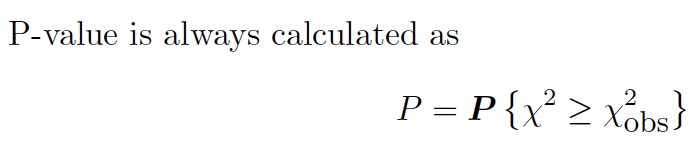 P-value is always calculated as
P = P {χ² ≥ χ²obs}